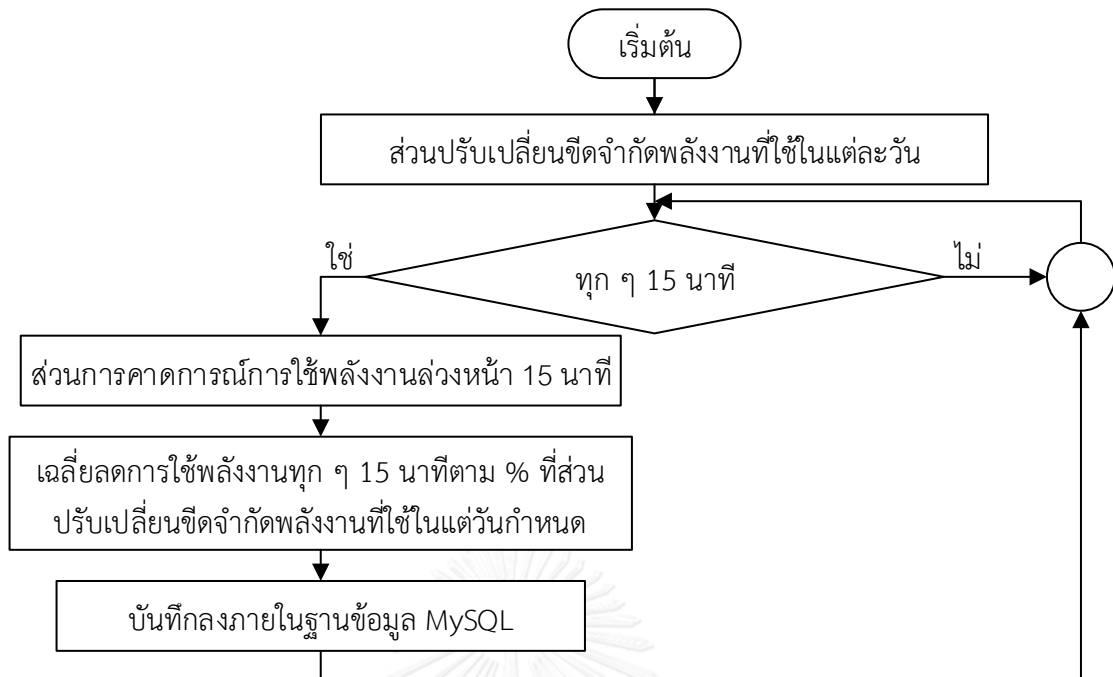 เริ่มต้น
ส่วนปรับเปลี่ยนขีดจำกัดพลังงานที่ใช้ในแต่ละวัน
ใช่
ไม่
ทุก ๆ 15 นาที
ส่วนการคาดการณ์การใช้พลังงานล่วงหน้า 15 นาที
เฉลี่ยลดการใช้พลังงานทุก ๆ 15 นาทีตาม % ที่ส่วน
ปรับเปลี่ยนขีดจำกัดพลังงานที่ใช้ในแต่วันกำหนด
บันทึกลงภายในฐานข้อมูล MySQL